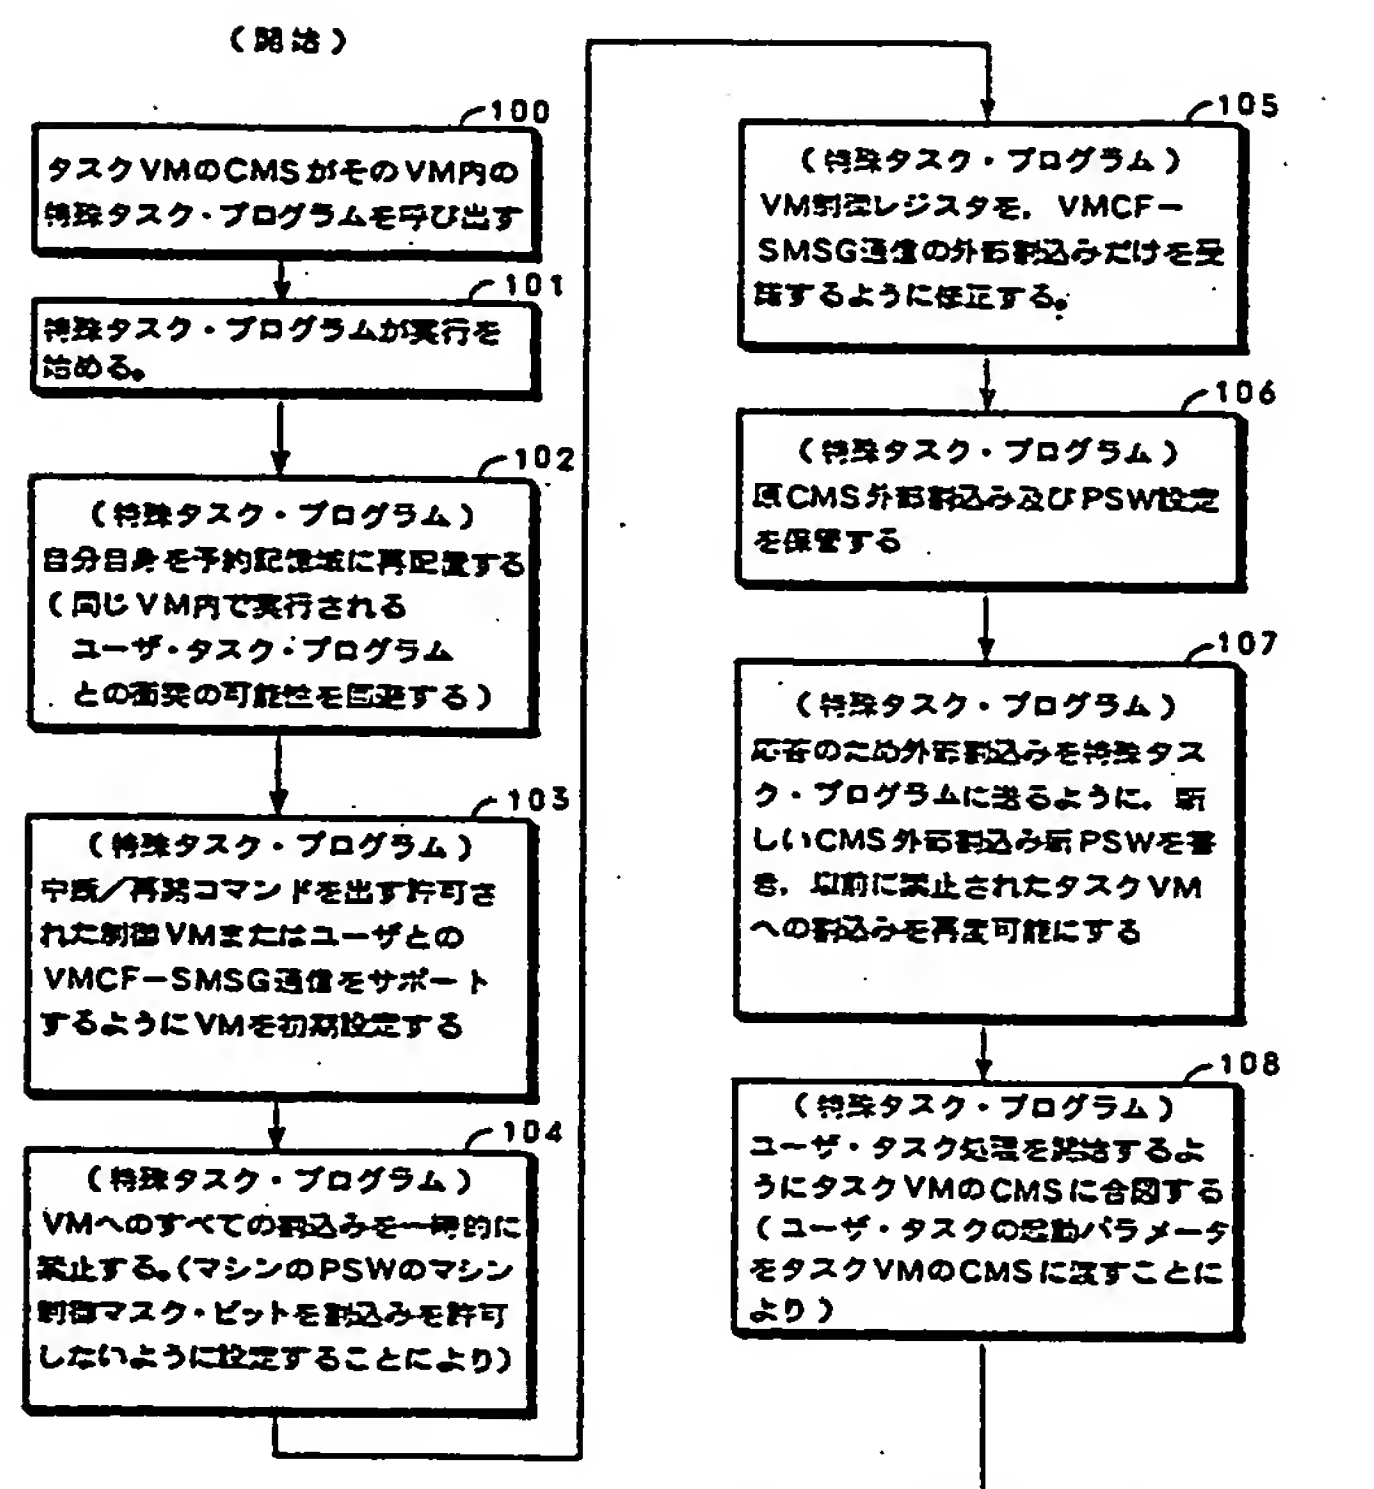 (開始)
100
タスクVMのCMSがそのVM内の
特殊タスク・プログラムを呼び出す
101
特殊タスク・プログラムが実行を
始める。
102
(特殊タスク・プログラム)
自分自身を予約記憶域に再配置する
(同じVM内で実行される
ユーザ・タスク・プログラム
との衝突の可能性を回避する)
103
(特殊タスク・プログラム)
中断/再開コマンドを出す許可さ
れた制御VMまたはユーザとの
VMCF-SMSG通信をサポート
するようにVMを初期設定する
104
(特殊タスク・プログラム)
VMへのすべての割込みを一時的に
禁止する。(マシンのPSWのマシン
制御マスク・ビットを割込みを許可
しないように設定することにより)
105
(特殊タスク・プログラム)
VM制御レジスタを,VMCF-
SMSG通信の外部割込みだけを受
諾するように修正する。
106
(特殊タスク・プログラム)
原CMS外部割込み及びPSW設定
を保管する
107
(特殊タスク・プログラム)
応答のため外部割込みを特殊タス
ク・プログラムに送るように,新
しいCMS外部割込み新PSWを書
き,以前に禁止されたタスクVM
への割込みを再度可能にする
108
(特殊タスク・プログラム)
ユーザ・タスク処理を開始するよ
うにタスクVMのCMSに合図する
(ユーザ・タスクの起動パラメータ
をタスクVMのCMSに渡すことに
より)